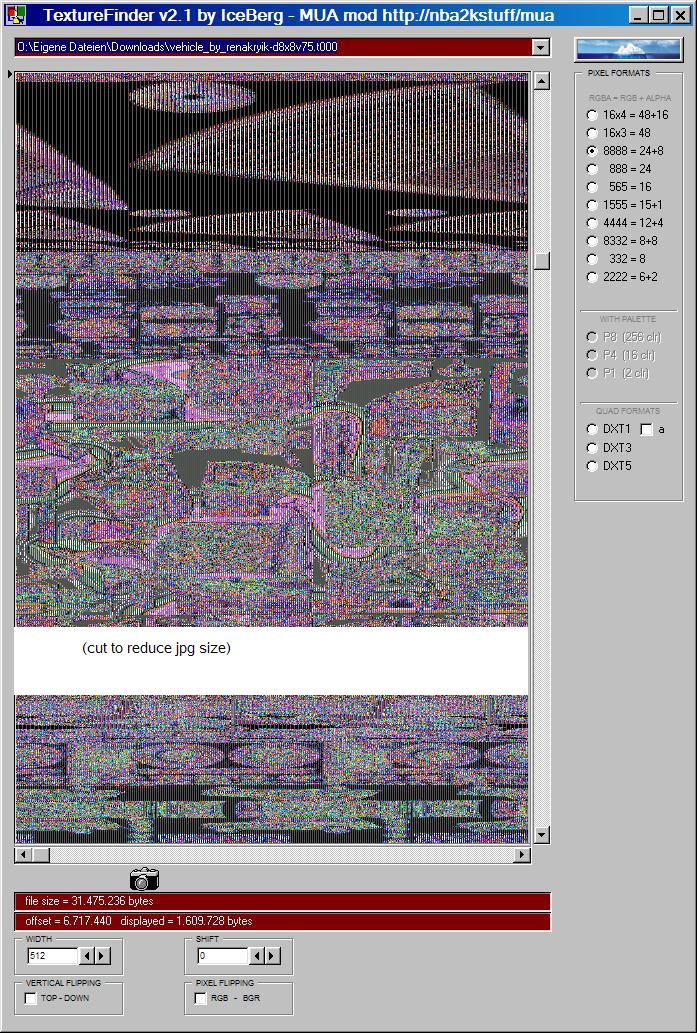 TextureFinder v2.1 by IceBerg - MUA mod http://nba2kstuff/mua
O:\Eigene Dateien\Downloads\vehicle_by_renakryik-d8x8v75.t000
PIXEL FORMATS
RGBA = RGB + ALPHA
16x4 = 48+16
16x3 = 48
8888 = 24+8
888 = 24
565 = 16
1555 = 15+1
4444 = 12+4
8332 = 8+8
332 = 8
2222 = 6+2
WITH PALETTE
P8 (256 clr)
P4 (16 clr)
P1 (2 clr)
QUAD FORMATS
DXT1 a
DXT3
DXT5
(cut to reduce jpg size)
file size = 31.475.236 bytes
offset = 6.717.440 displayed = 1.609.728 bytes
WIDTH
512
SHIFT
0
VERTICAL FLIPPING
TOP - DOWN
PIXEL FLIPPING
RGB - BGR